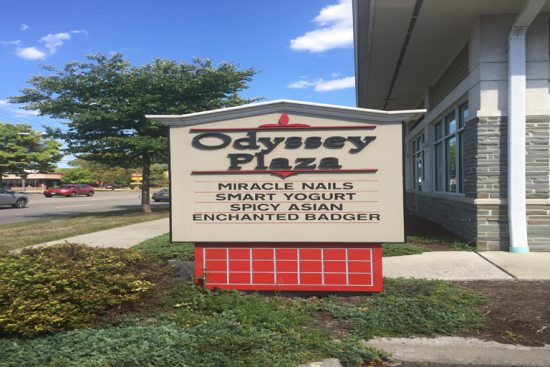 Odyssey
Plaza
MIRACLE NAILS
SMART YOGURT
SPICY ASIAN
ENCHANTED BADGER